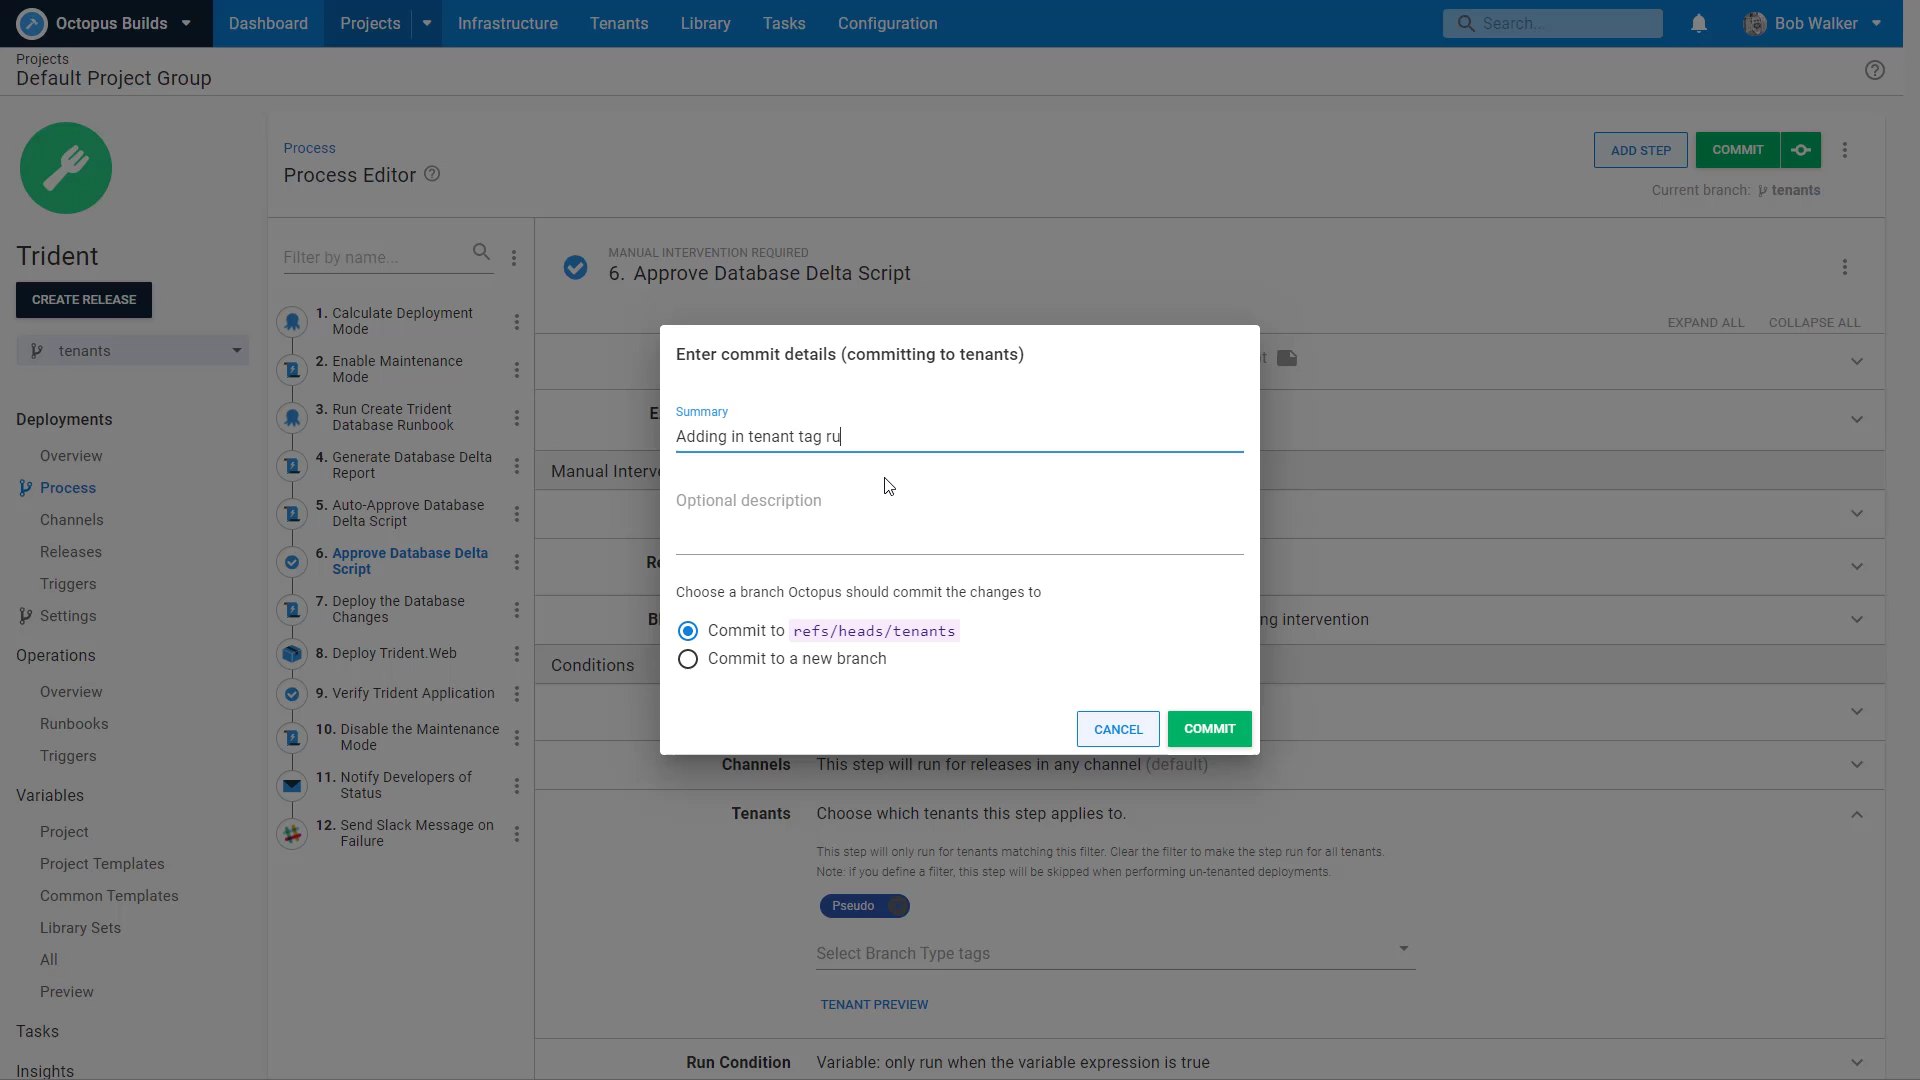 Octopus Builds
Dashboard
Projects
Infrastructure
Tenants
Library
Tasks
Configuration
Search...
Bob Walker
Projects
Default Project Group
Trident
CREATE RELEASE
tenants
Deployments
Overview
Process
Channels
Releases
Triggers
Settings
Operations
Overview
Runbooks
Triggers
Variables
Project
Project Templates
Common Templates
Library Sets
All
Preview
Tasks
Insights
Process
Process Editor
ADD STEP
COMMIT
Current branch: tenants
Filter by name...
1. Calculate Deployment
Mode
2. Enable Maintenance
Mode
3. Run Create Trident
Database Runbook
4. Generate Database Delta
Report
5. Auto-Approve Database
Delta Script
6. Approve Database Delta
Script
7. Deploy the Database
Changes
8. Deploy Trident.Web
9. Verify Trident Application
10. Disable the Maintenance
Mode
11. Notify Developers of
Status
12. Send Slack Message on
Failure
MANUAL INTERVENTION REQUIRED
6. Approve Database Delta Script
EXPAND ALL
COLLAPSE ALL
Manual Interv
Conditions
ng intervention
Enter commit details (committing to tenants)
Summary
Adding in tenant tag ru
Optional description
Choose a branch Octopus should commit the changes to
Commit to refs/heads/tenants
Commit to a new branch
CANCEL
COMMIT
Channels
This step will run for releases in any channel (default)
Tenants
Choose which tenants this step applies to.
This step will only run for tenants matching this filter. Clear the filter to make the step run for all tenants.
Note: if you define a filter, this step will be skipped when performing un-tenanted deployments.
Pseudo
Select Branch Type tags
TENANT PREVIEW
Run Condition
Variable: only run when the variable expression is true